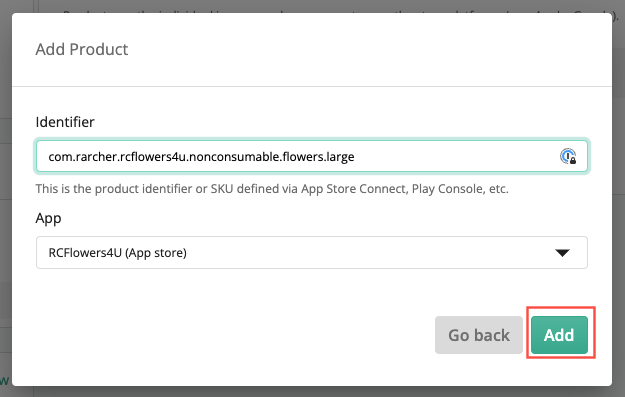 Add Product
Identifier
com.rarcher.rcflowers4u.nonconsumable.flowers.large
This is the product identifier or SKU defined via App Store Connect, Play Console, etc.
App
RCFlowers4U (App store)
Go back
Add